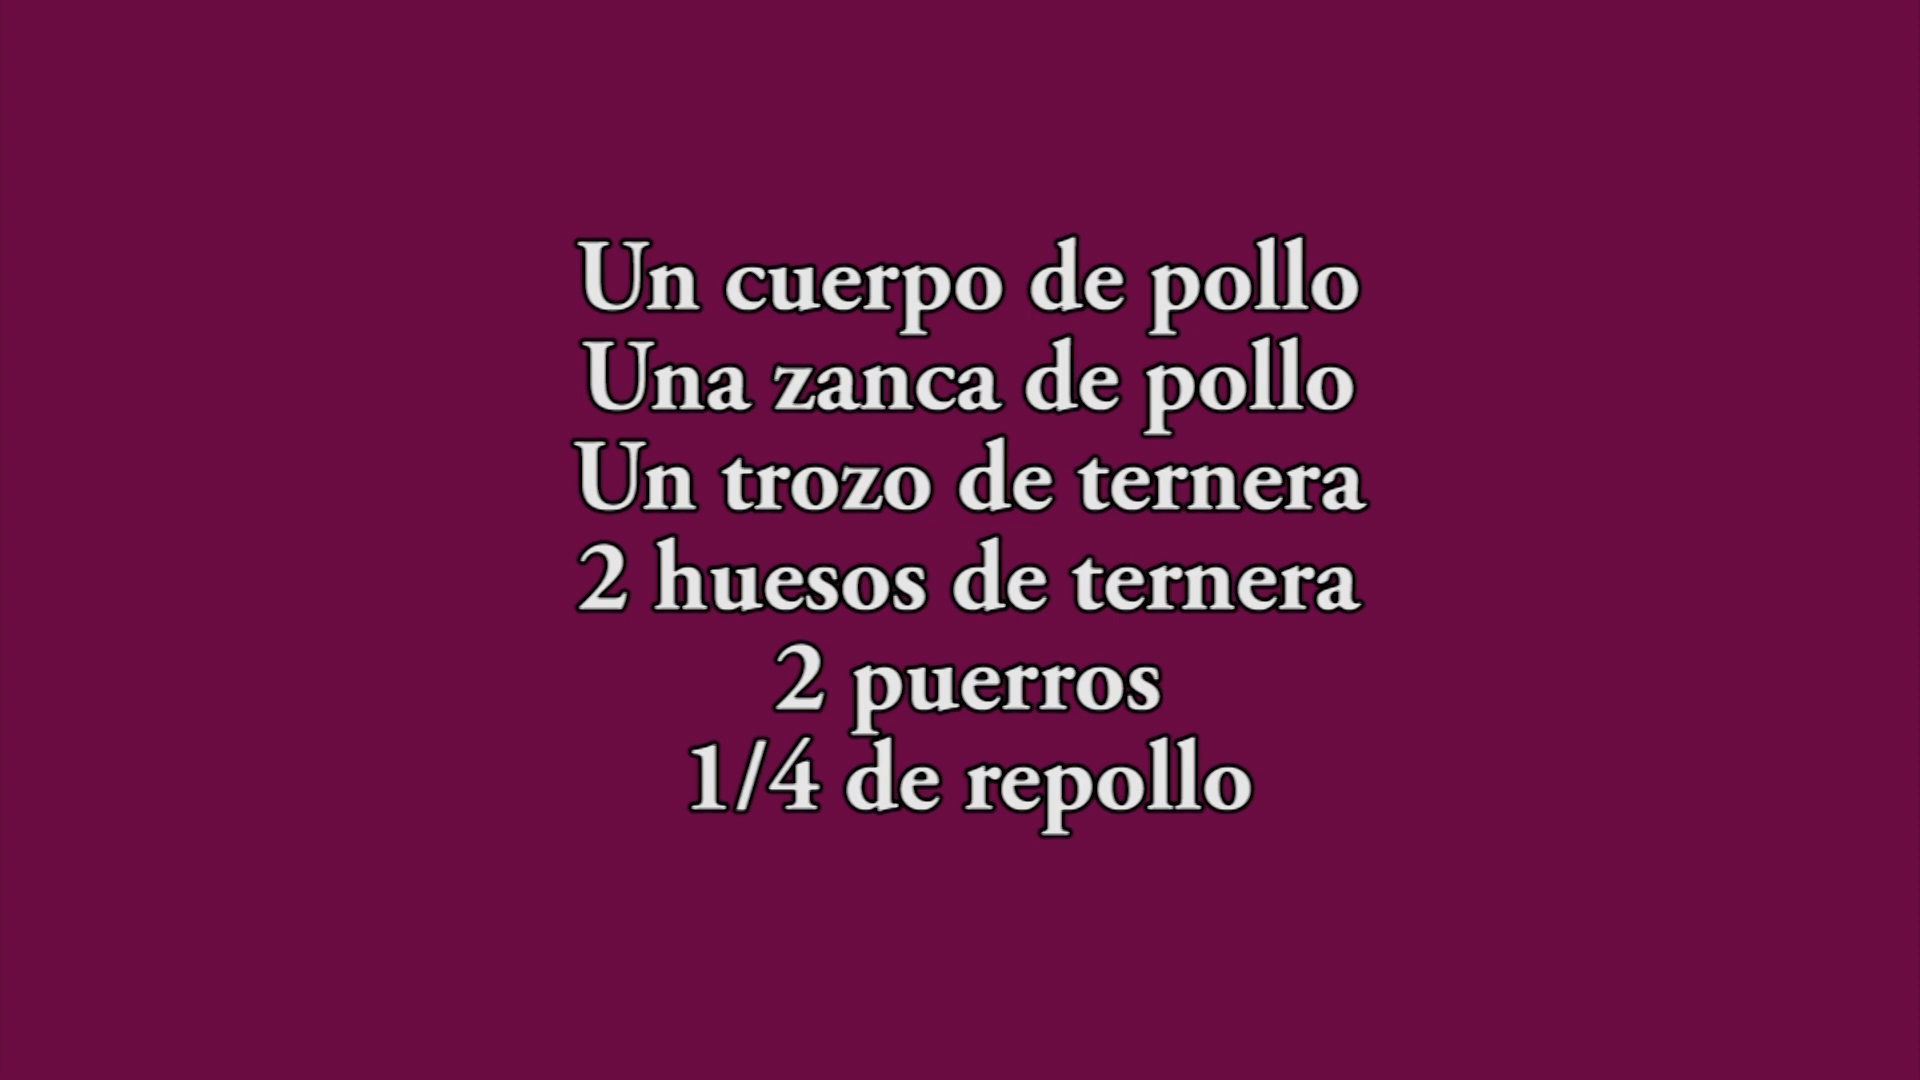 Un cuerpo de pollo
Una zanca de pollo
Un trozo de ternera
2 huesos de ternera
2 puerros
1/4 de repollo